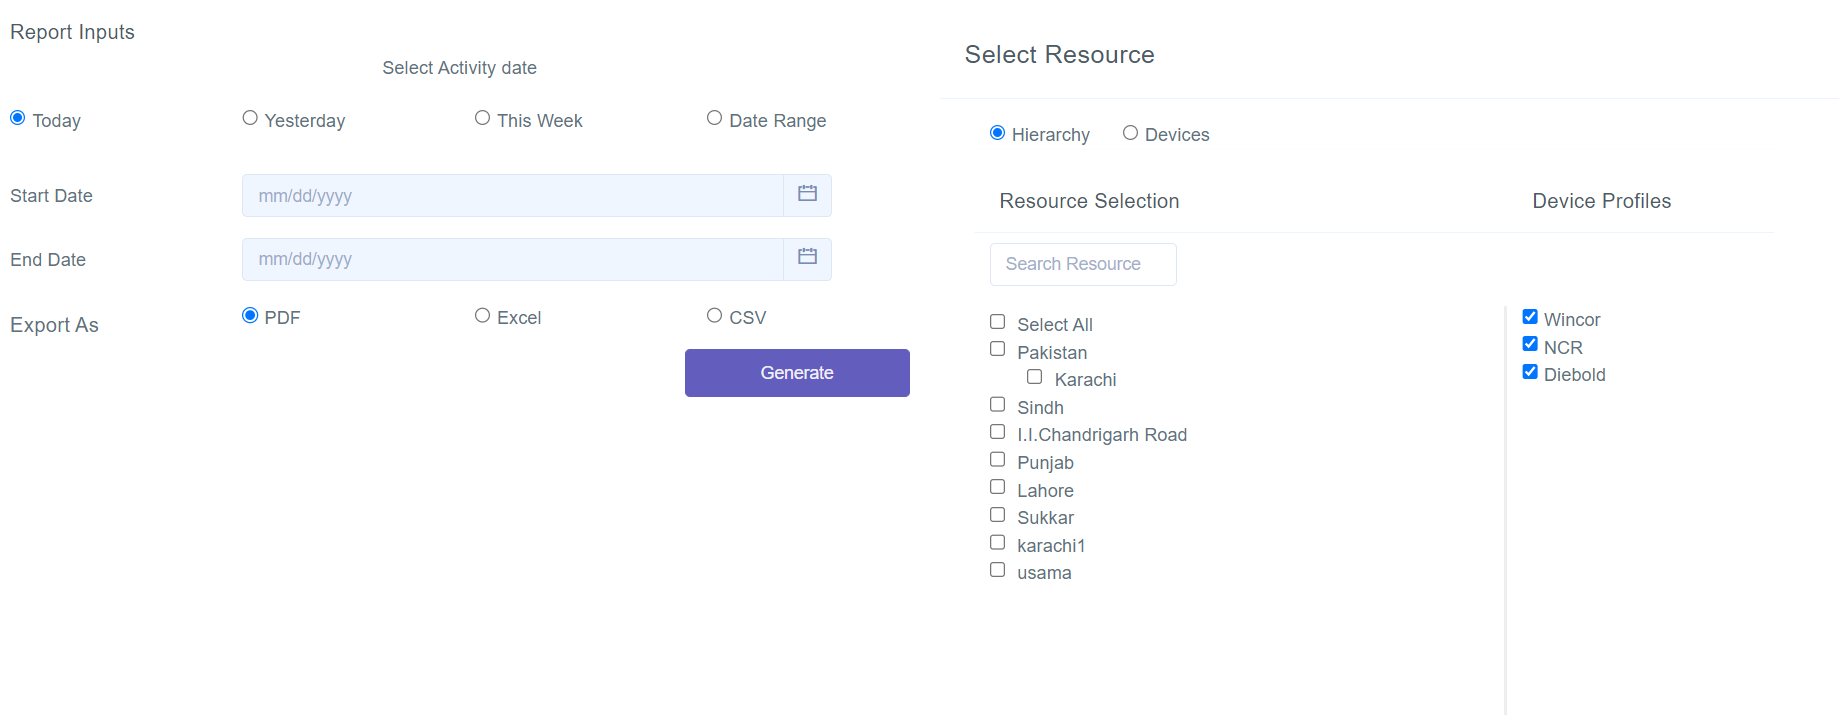 Report Inputs
Select Activity date
Today Yesterday This Week Date Range
Start Date mm/dd/yyyy
End Date mm/dd/yyyy
Export As PDF Excel CSV
Generate
Select Resource
Hierarchy Devices
Resource Selection Device Profiles
Search Resource
Select All
Pakistan
Karachi
Sindh
I.I.Chandrigarh Road
Punjab
Lahore
Sukkar
karachi1
usama
Wincor
NCR
Diebold